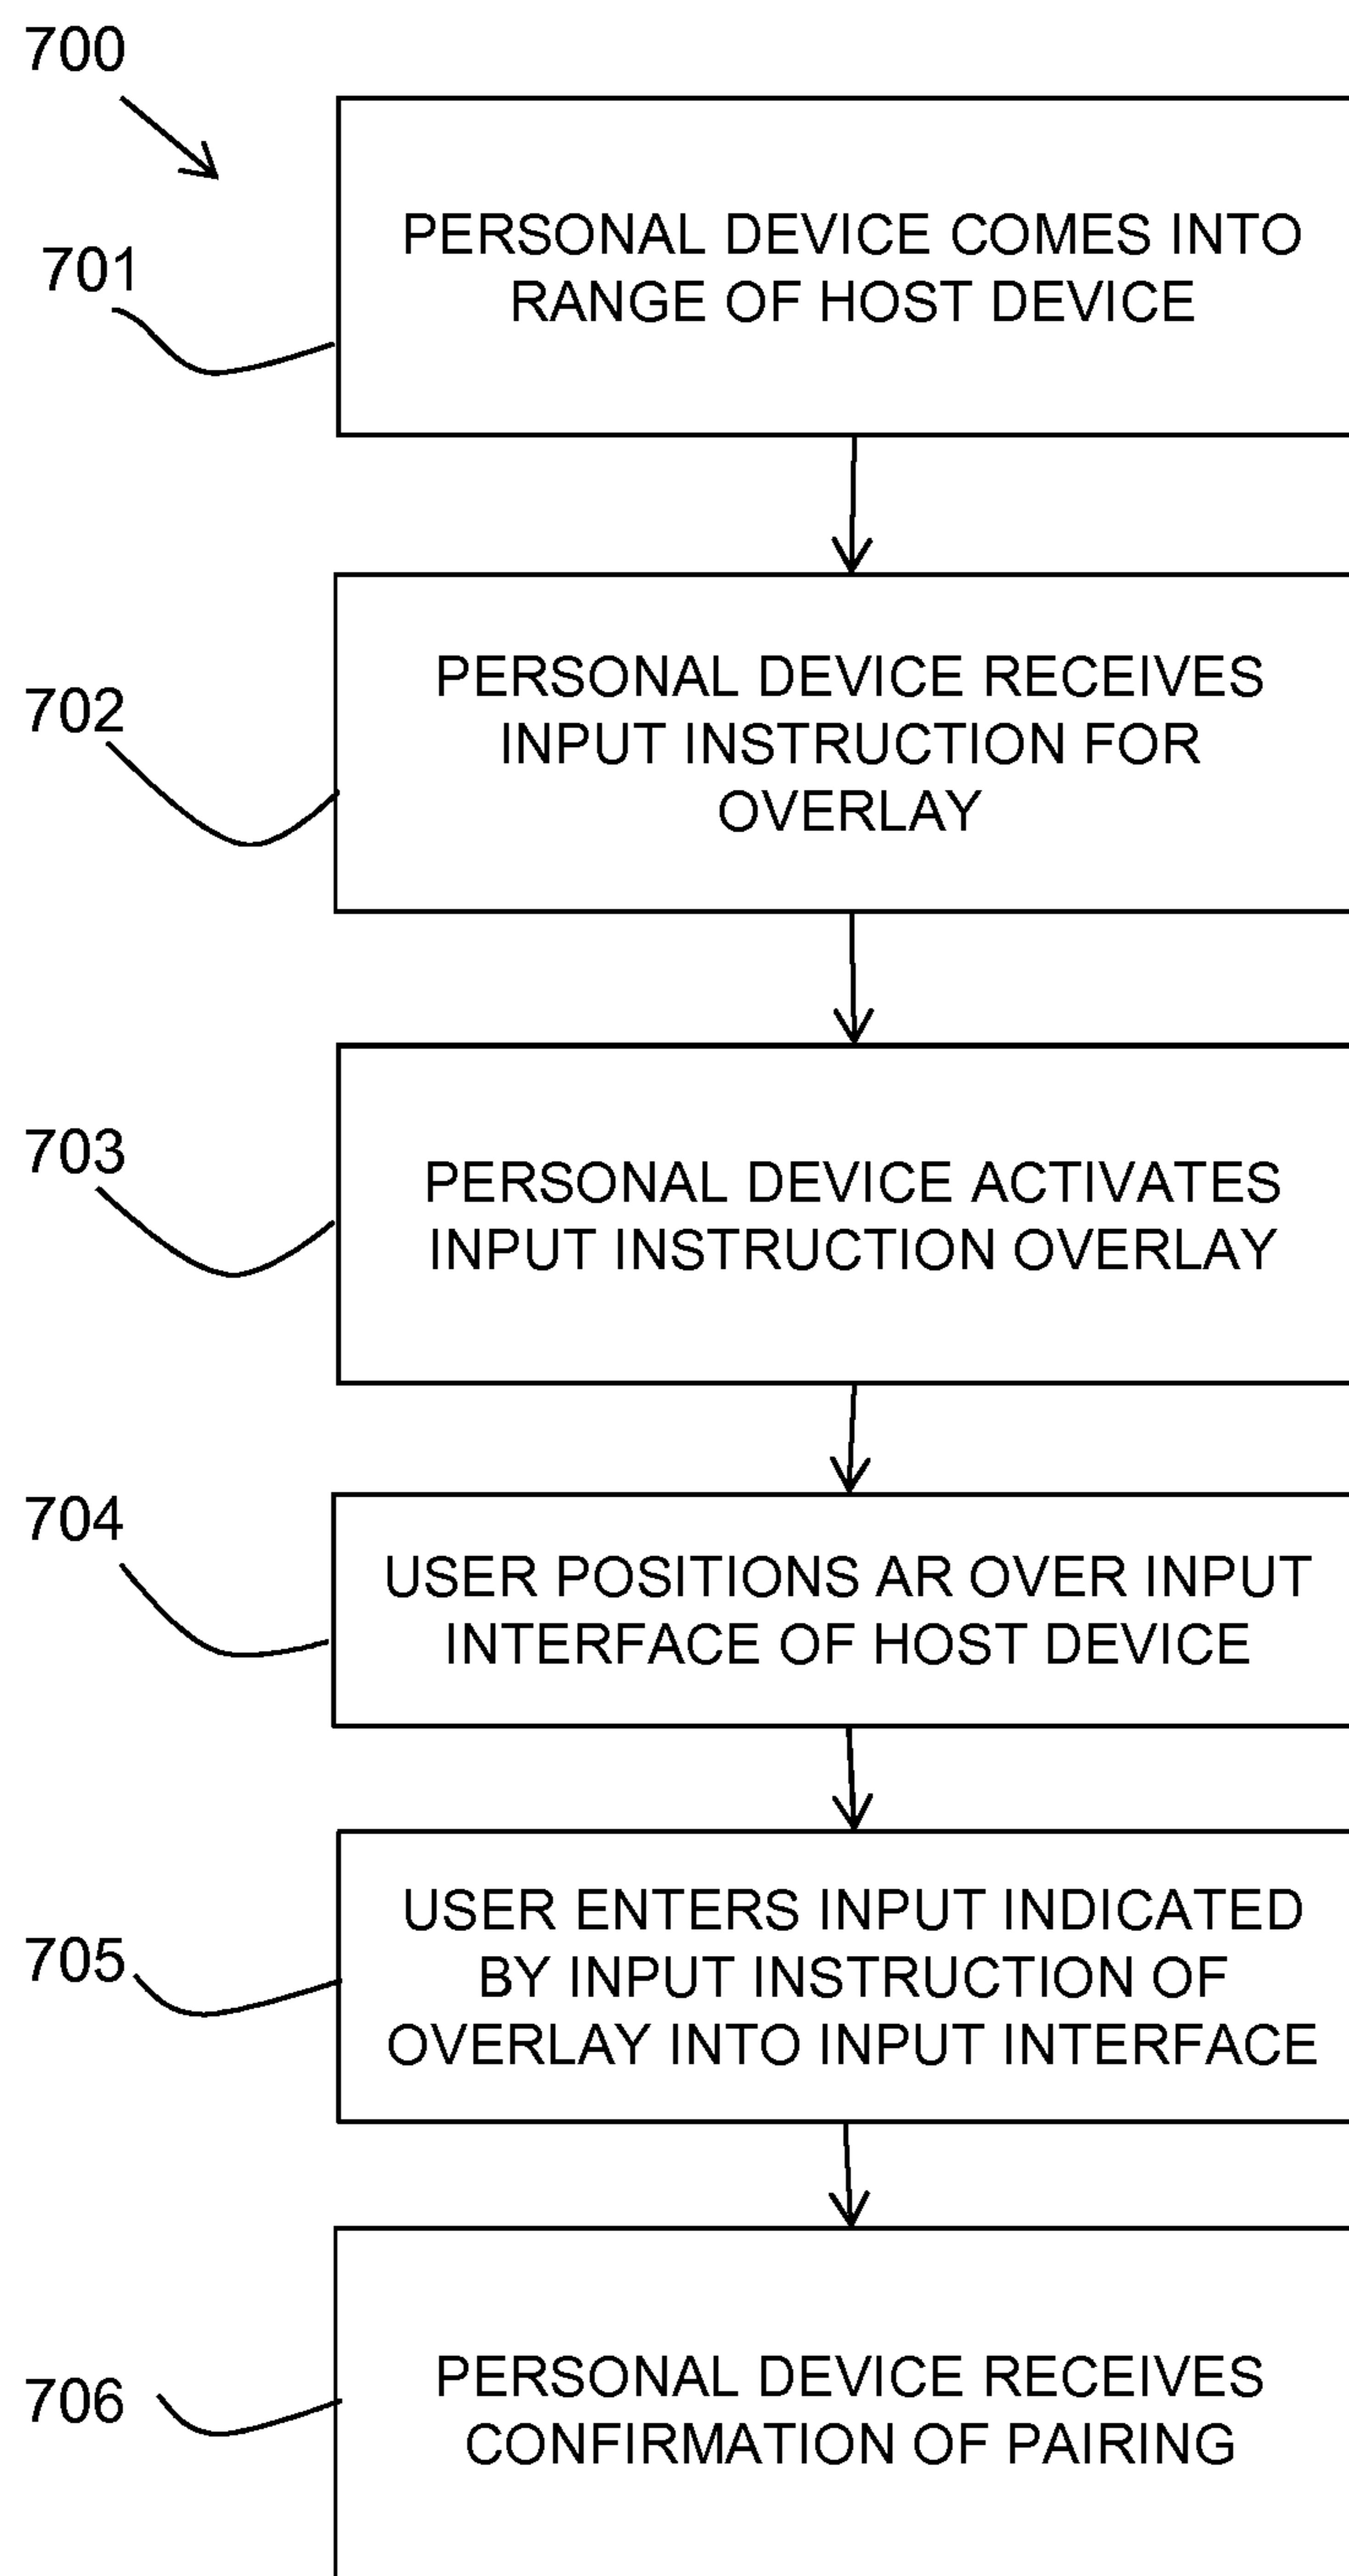 700
701
PERSONAL DEVICE COMES INTO
RANGE OF HOST DEVICE
702
PERSONAL DEVICE RECEIVES
INPUT INSTRUCTION FOR
OVERLAY
703
PERSONAL DEVICE ACTIVATES
INPUT INSTRUCTION OVERLAY
704
USER POSITIONS AR OVER INPUT
INTERFACE OF HOST DEVICE
705
USER ENTERS INPUT INDICATED
BY INPUT INSTRUCTION OF
OVERLAY INTO INPUT INTERFACE
706
PERSONAL DEVICE RECEIVES
CONFIRMATION OF PAIRING